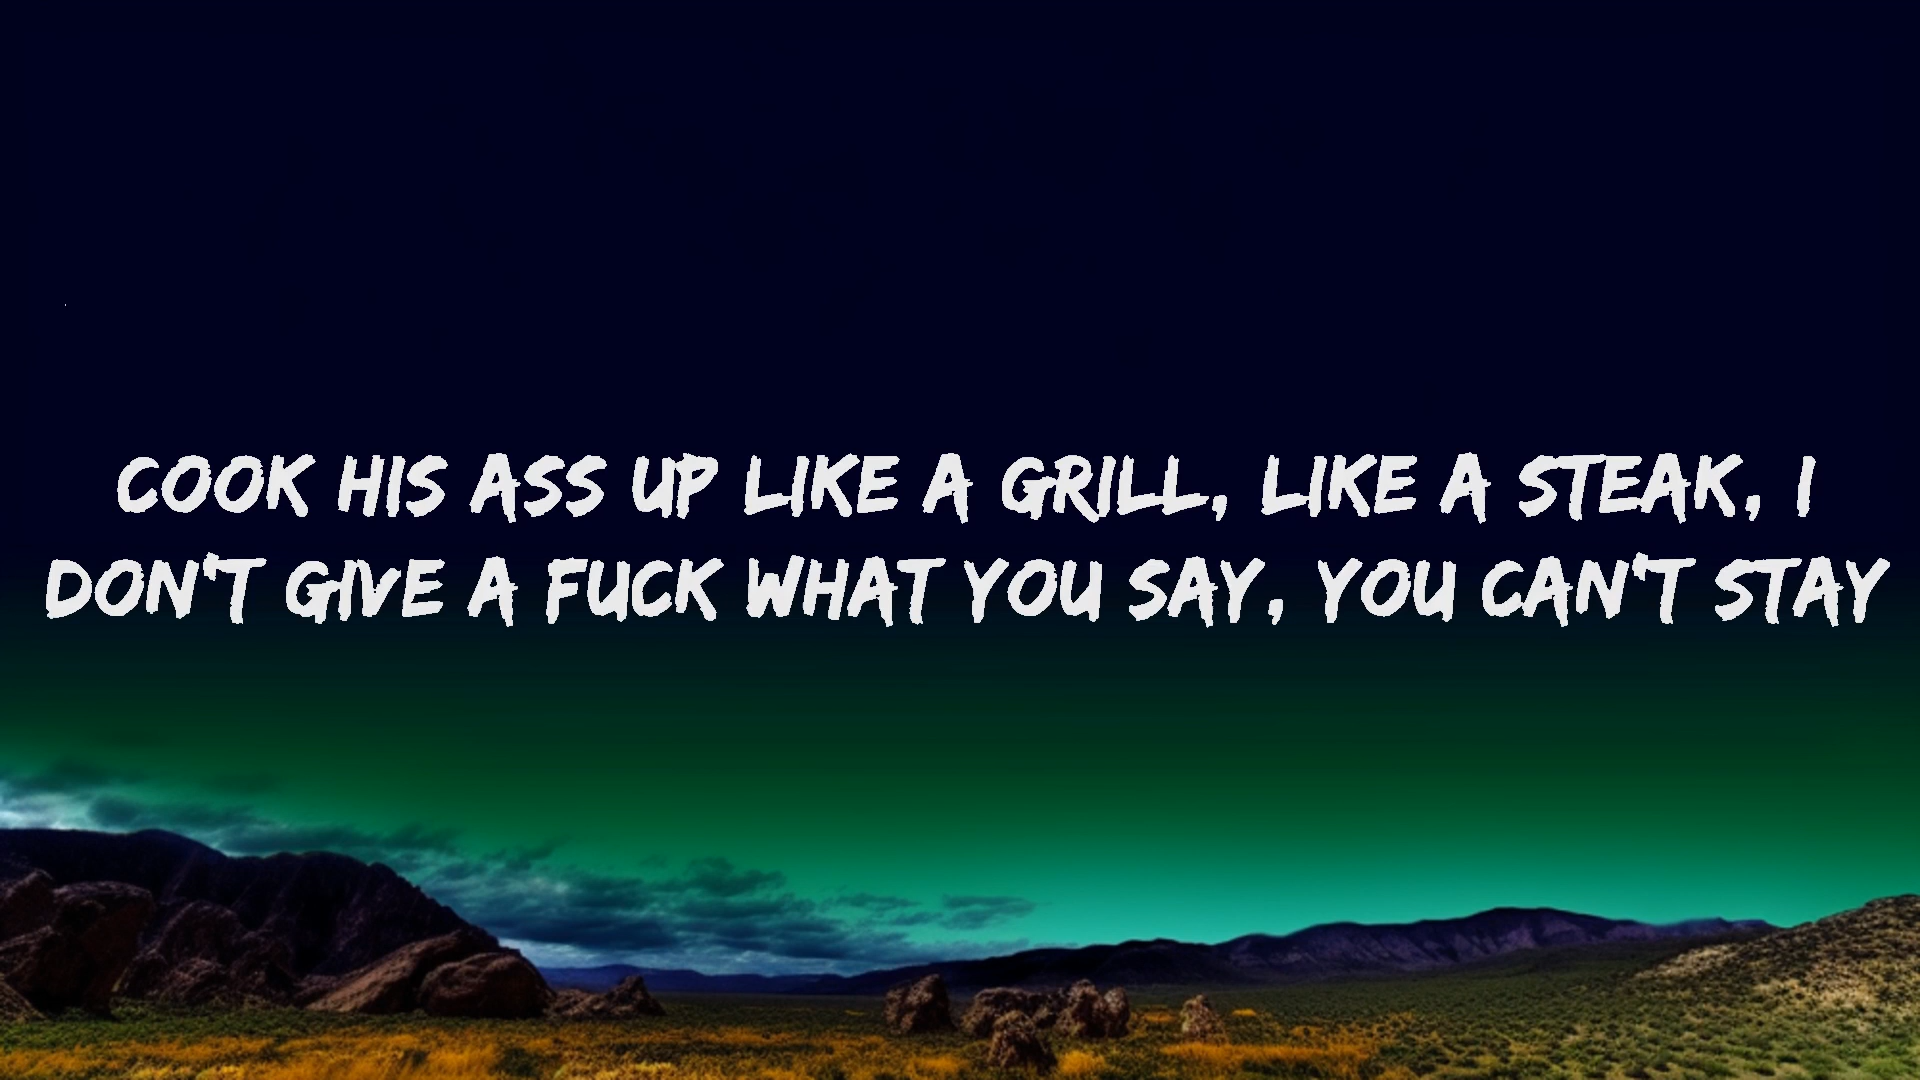 COOK HIS ASS UP LIKE A GRILL, LIKE A STEAK, I
DON'T GIVE A FUCK WHAT YOU SAY, YOU CAN'T STAY